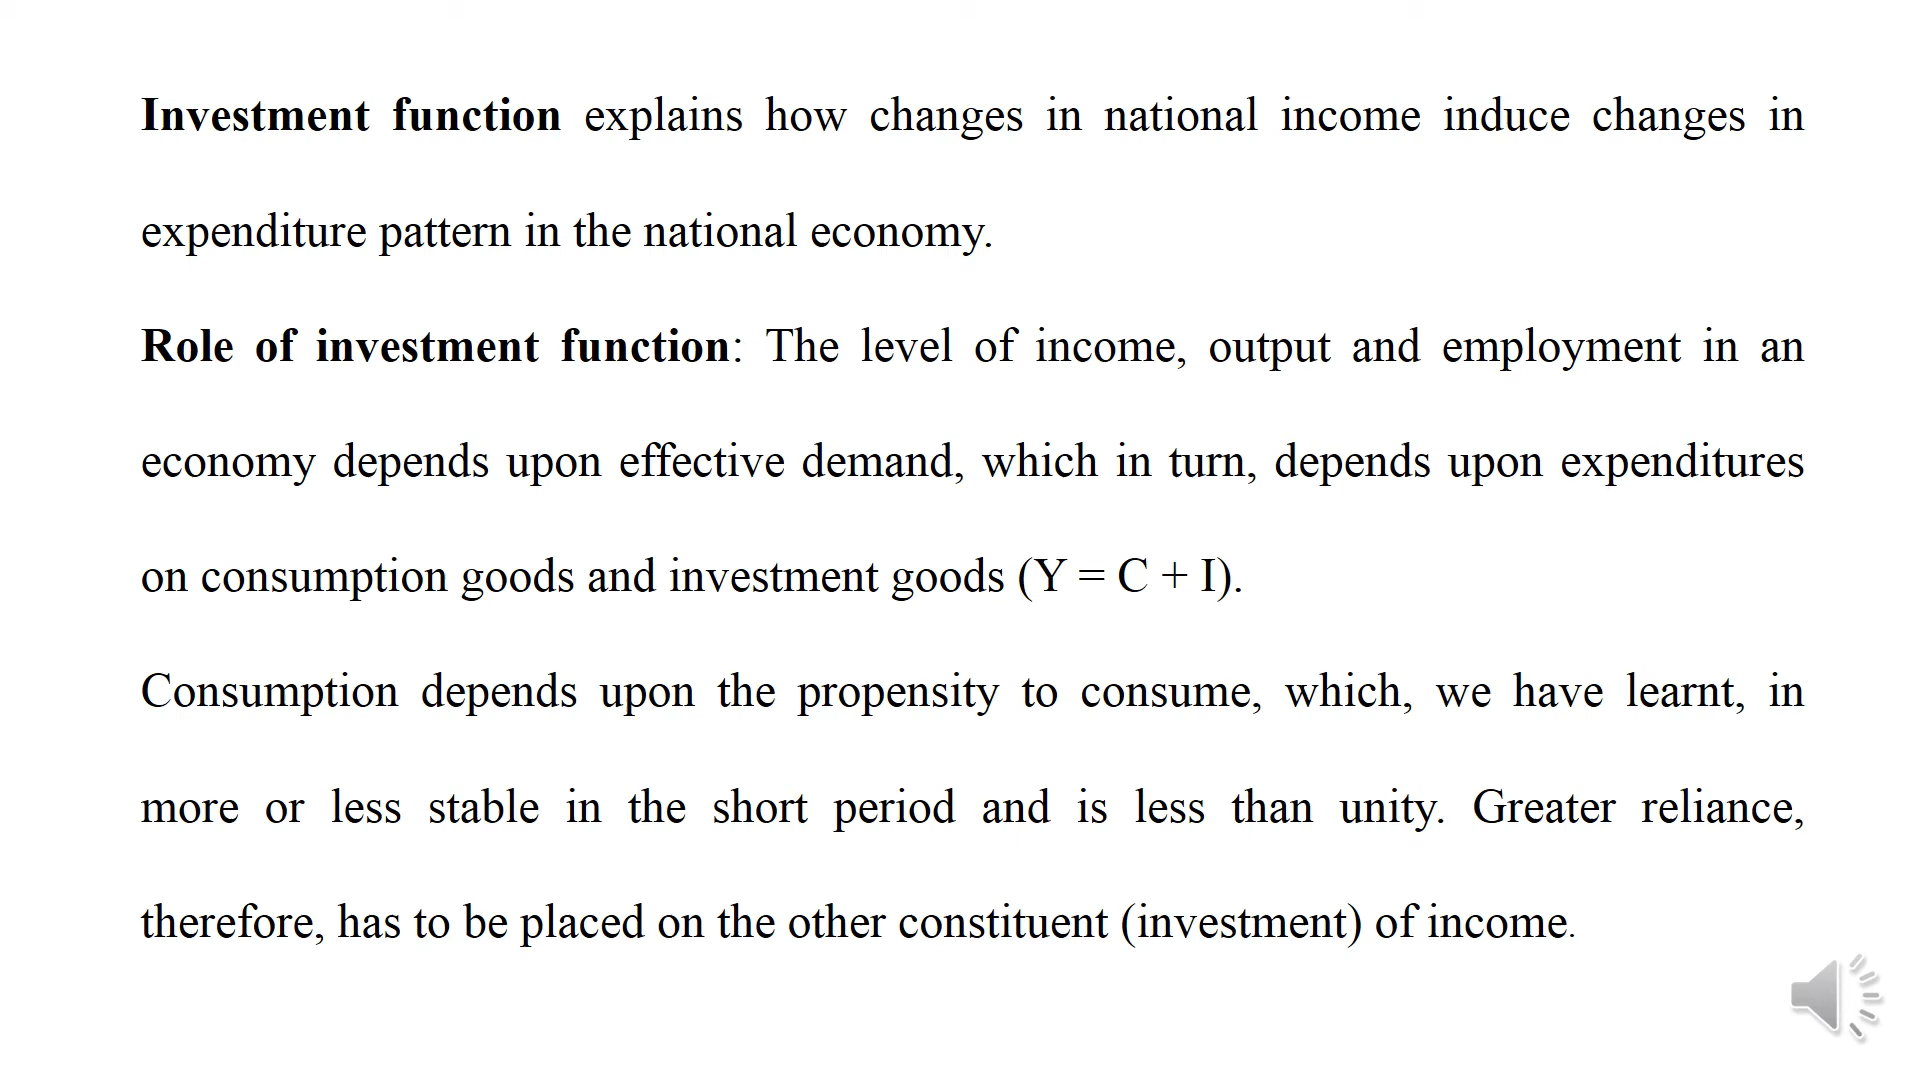 Investment function explains how changes in national income induce changes in
expenditure pattern in the national economy.
Role of investment function: The level of income, output and employment in an
economy depends upon effective demand, which in turn, depends upon expenditures
on consumption goods and investment goods (Y = C + I).
Consumption depends upon the propensity to consume, which, we have learnt, in
more or less stable in the short period and is less than unity. Greater reliance,
therefore, has to be placed on the other constituent (investment) of income.